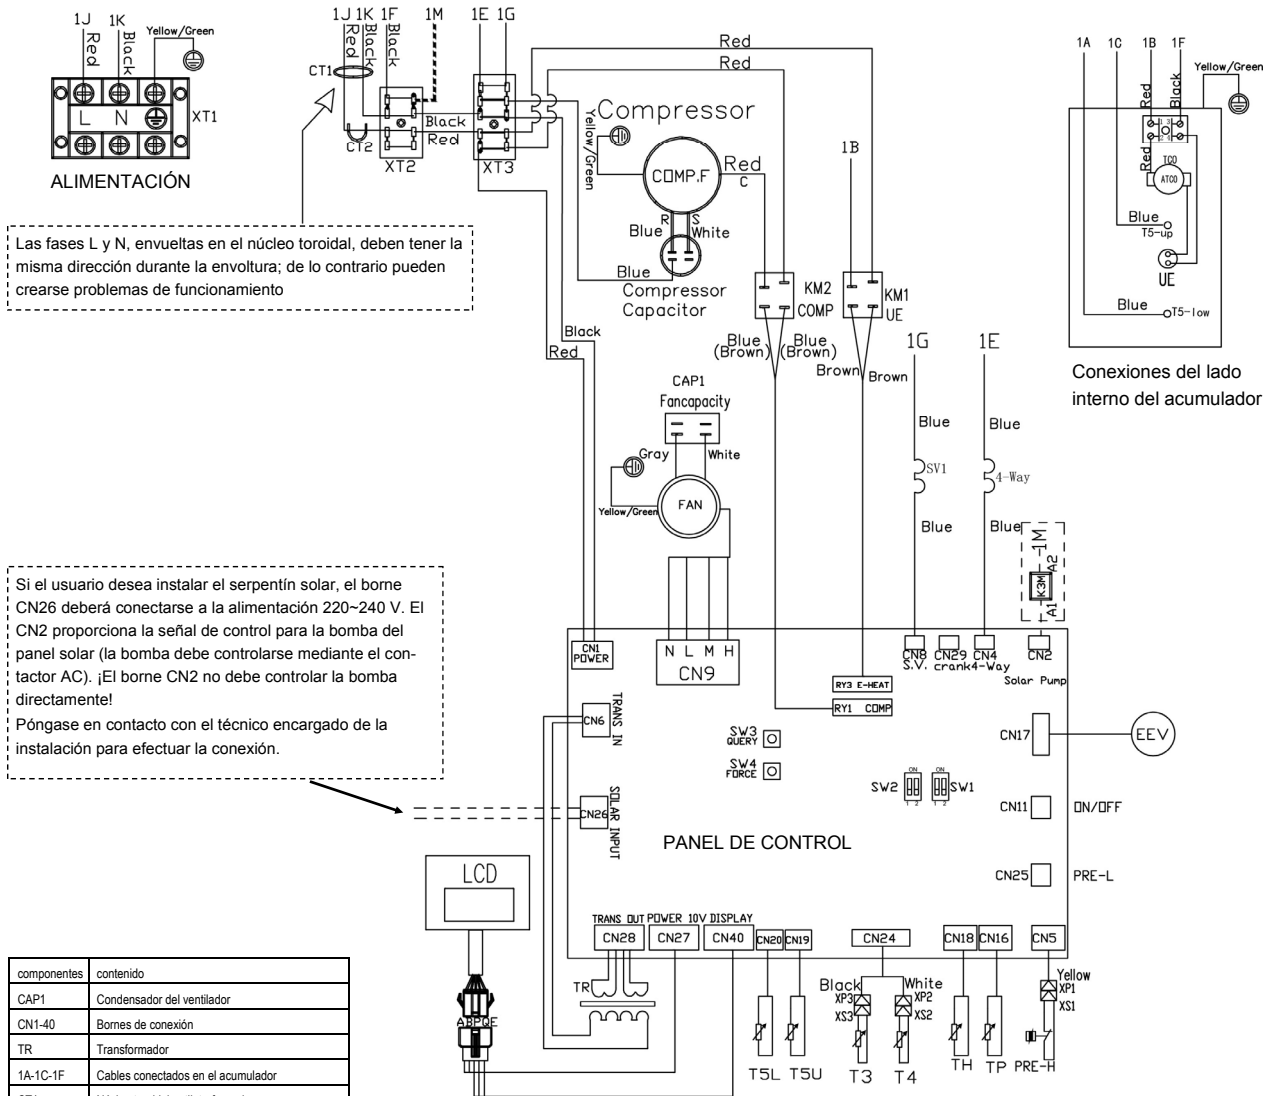 1J 1K Yellow/Green
Red Black
L N XT1
ALIMENTACIÓN
1J 1K 1F 1M 1E 1G
Red Black Black
CT1
CT2
XT2
XT3
Black
Red
Red
Red
Compressor
Yellow/Green
COMP.F
Red
C
R S
Blue White
Blue
Compressor
Capacitor
1B
KM2
COMP
KM1
UE
Blue
(Brown)
Blue
(Brown)
Brown Brown
1A 1C 1B 1F
Yellow/Green
Red Black
1 3
2 4
Red
TCO
ATCO
Blue
T5-up
UE
Blue
T5-low
Conexiones del lado
interno del acumulador
Las fases L y N, envueltas en el núcleo toroidal, deben tener la
misma dirección durante la envoltura; de lo contrario pueden
crearse problemas de funcionamiento
Black
Red
CAP1
Fancapacity
Gray White
FAN
Yellow/Green
1G 1E
Blue Blue
SV1 4-Way
Blue Blue
1M
A2
K3M
A1
Si el usuario desea instalar el serpentín solar, el borne
CN26 deberá conectarse a la alimentación 220~240 V. El
CN2 proporciona la señal de control para la bomba del
panel solar (la bomba debe controlarse mediante el con-
tactor AC). ¡El borne CN2 no debe controlar la bomba
directamente!
Póngase en contacto con el técnico encargado de la
instalación para efectuar la conexión.
CN1
POWER
N L M H
CN9
CN8
S.V.
CN29
crank
CN4
4-Way
CN2
Solar Pump
RY3 E-HEAT
RY1 COMP
CN6
TRANS IN
SW3
QUERY
SW4
FORCE
SW2 ON 1 2
ON 1 2 SW1
CN17
EEV
CN11 ON/OFF
CN26
SOLAR INPUT
PANEL DE CONTROL
CN25 PRE-L
LCD
TRANS OUT POWER 10V DISPLAY
CN28 CN27 CN40 CN20 CN19 CN24 CN18 CN16 CN5
TR
ABPQE
Black White
XP3 XP2
XS3 XS2
Yellow
XP1
XS1
T5L T5U T3 T4 TH TP PRE-H
componentes contenido
CAP1 Condensador del ventilador
CN1-40 Bornes de conexión
TR Transformador
1A-1C-1F Cables conectados en el acumulador